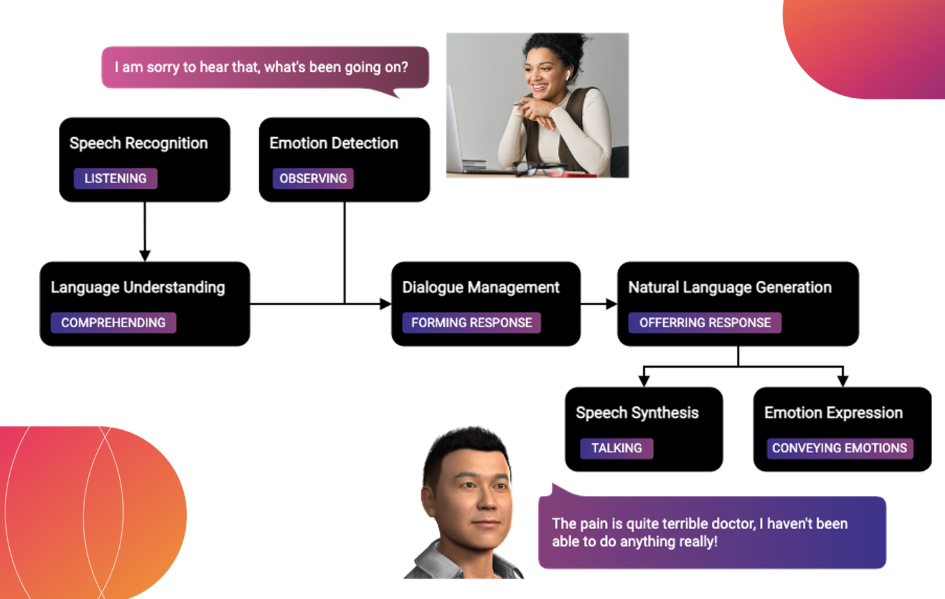 I am sorry to hear that, what's been going on?
Speech Recognition
LISTENING
Emotion Detection
OBSERVING
Language Understanding
COMPREHENDING
Dialogue Management
FORMING RESPONSE
Natural Language Generation
OFFERRING RESPONSE
Speech Synthesis
TALKING
Emotion Expression
CONVEYING EMOTIONS
The pain is quite terrible doctor, I haven't been
able to do anything really!